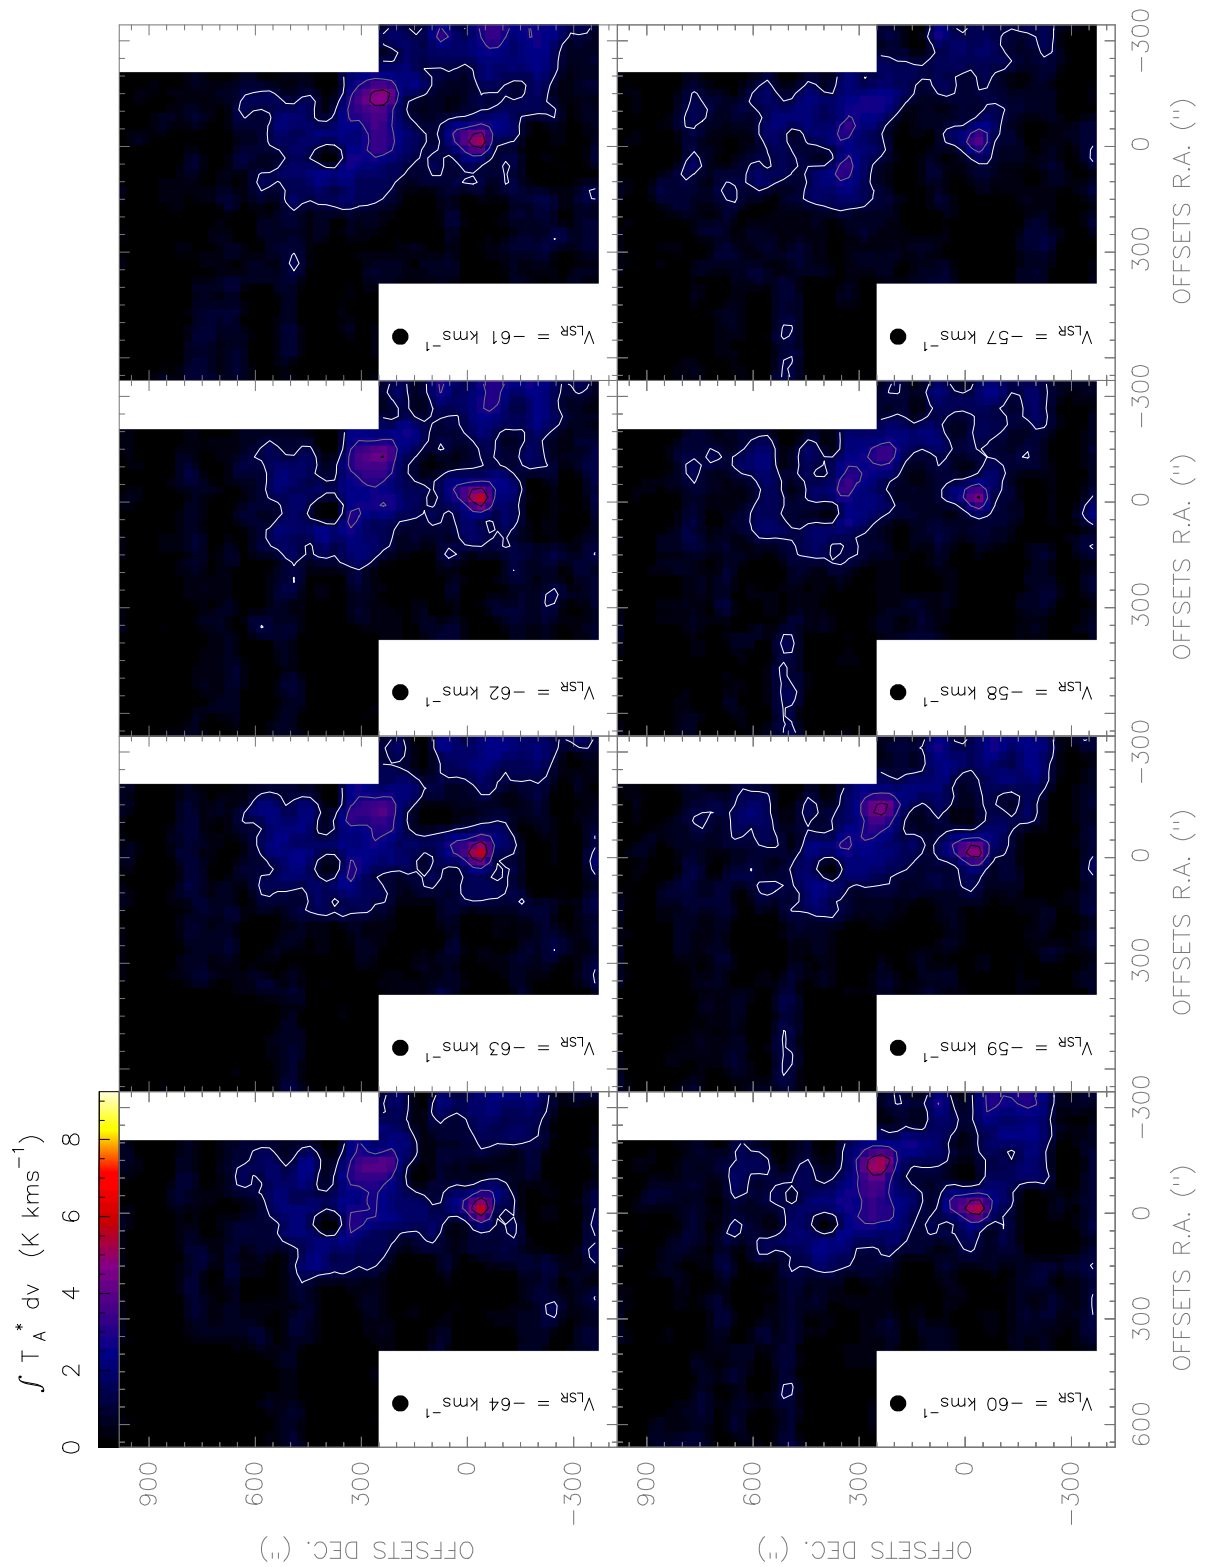 ∫ T_A* dv (K kms⁻¹)
0 2 4 6 8
V_LSR = −64 kms⁻¹
V_LSR = −63 kms⁻¹
V_LSR = −62 kms⁻¹
V_LSR = −61 kms⁻¹
V_LSR = −60 kms⁻¹
V_LSR = −59 kms⁻¹
V_LSR = −58 kms⁻¹
V_LSR = −57 kms⁻¹
900 600 300 0 −300
OFFSETS DEC. (")
900 600 300 0 −300
OFFSETS DEC. (")
600 300 0 −300
OFFSETS R.A. (")
300 0 −300
OFFSETS R.A. (")
300 0 −300
OFFSETS R.A. (")
300 0 −300
OFFSETS R.A. (")